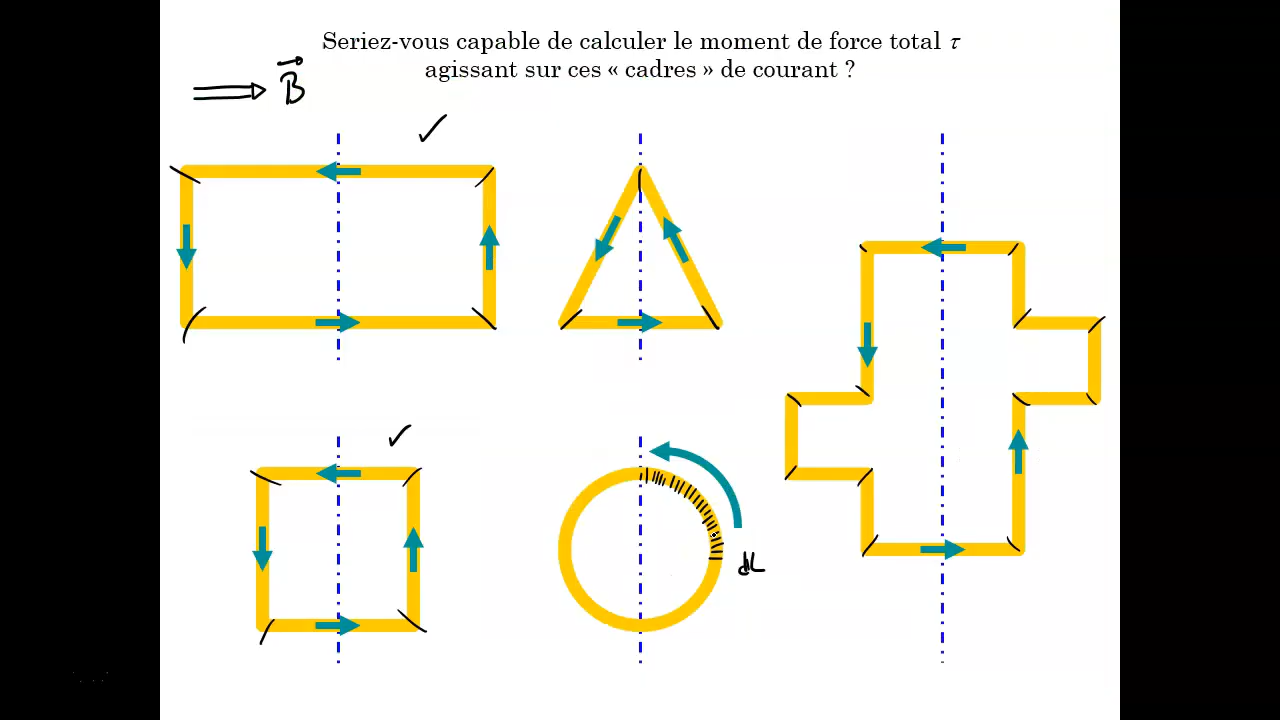 Seriez-vous capable de calculer le moment de force total τ
agissant sur ces « cadres » de courant ?
B
dL